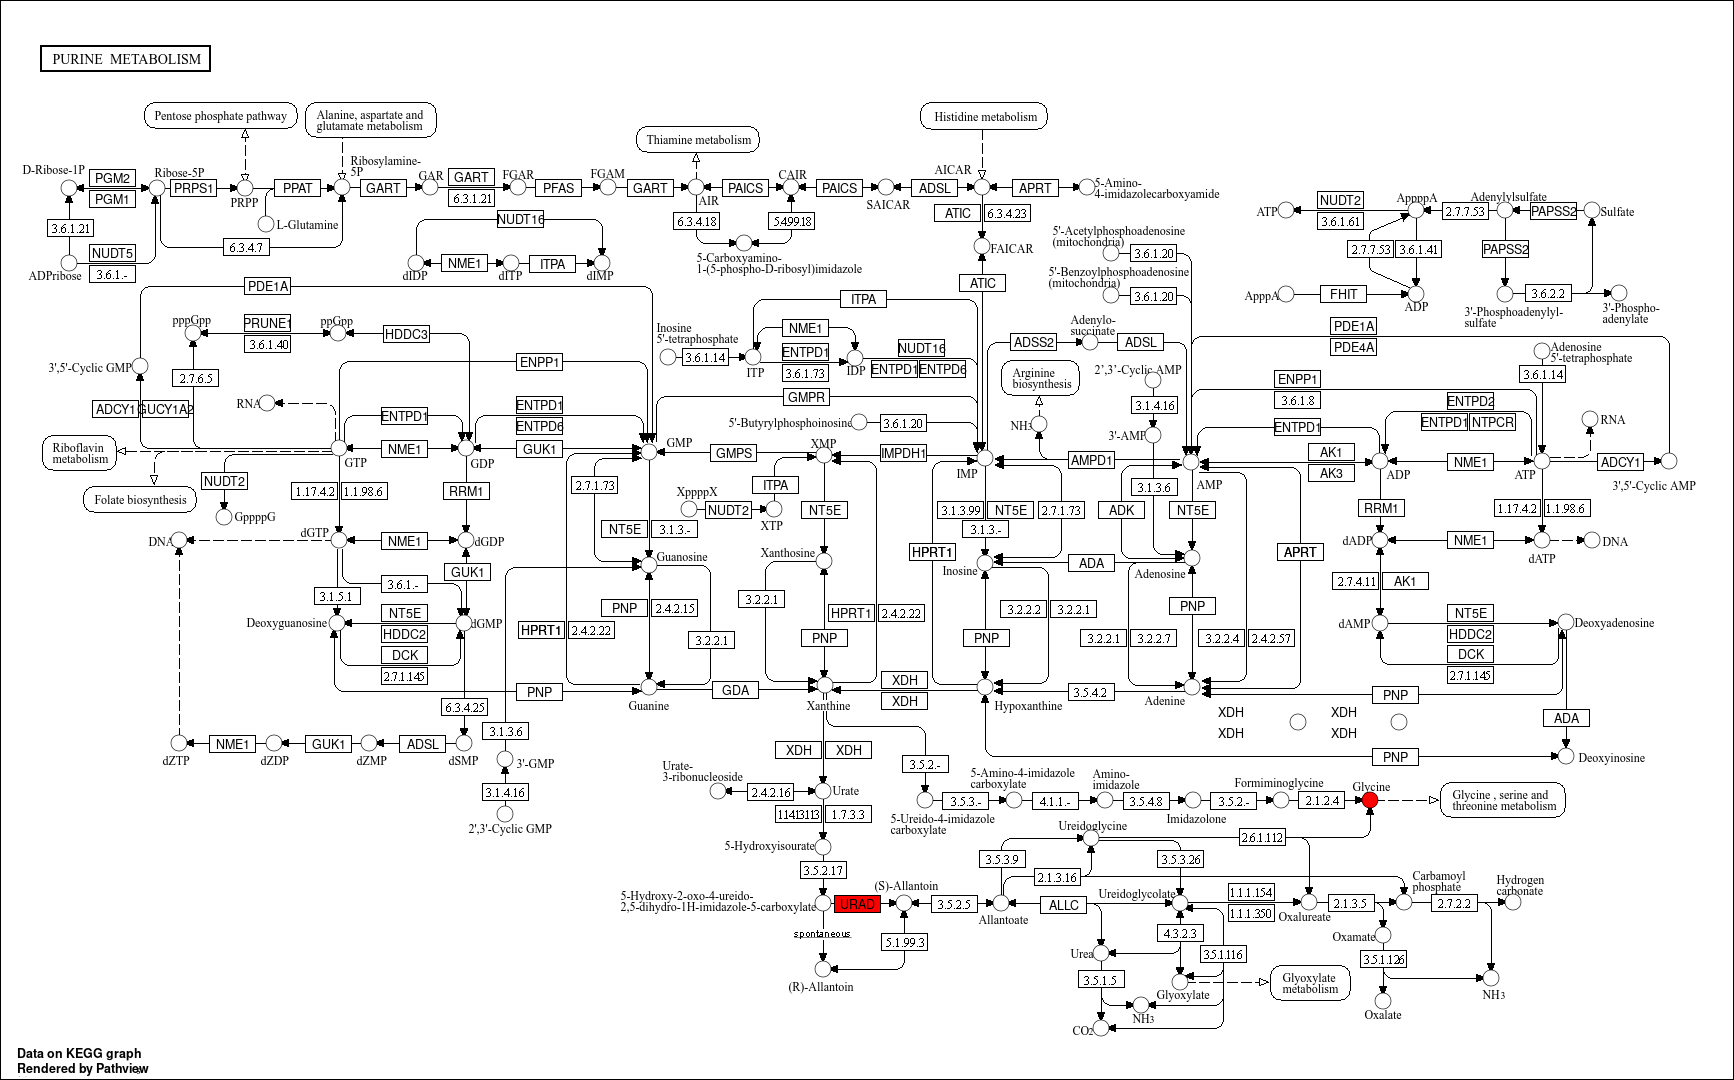 PURINE METABOLISM
Pentose phosphate pathway
Alanine, aspartate and
glutamate metabolism
Thiamine metabolism
Histidine metabolism
D-Ribose-1P
PGM2
PGM1
Ribose-5P
PRPS1
PRPP
PPAT
L-Glutamine
Ribosylamine-
5P
GART
GAR
GART
6.3.1.21
FGAR
PFAS
FGAM
GART
AIR
PAICS
CAIR
PAICS
SAICAR
ADSL
AICAR
APRT
5-Amino-
4-imidazolecarboxyamide
3.6.1.21
NUDT5
3.6.1.-
ADPribose
6.3.4.7
NUDT16
dIDP
NME1
dITP
ITPA
dIMP
6.3.4.18
5.4.99.18
5-Carboxyamino-
1-(5-phospho-D-ribosyl)imidazole
ATIC
6.3.4.23
FAICAR
ATIC
5'-Acetylphosphoadenosine
(mitochondria)
3.6.1.20
5'-Benzoylphosphoadenosine
(mitochondria)
3.6.1.20
ATP
NUDT2
3.6.1.61
ApppA
2.7.7.53
Adenylylsulfate
PAPSS2
Sulfate
2.7.7.53
3.6.1.41
PAPSS2
ApppA
FHIT
ADP
3.6.2.2
3'-Phosphoadenylyl-
sulfate
3'-Phospho-
adenylate
PDE1A
pppGpp
PRUNE1
3.6.1.40
ppGpp
HDDC3
3',5'-Cyclic GMP
2.7.6.5
ENPP1
ADCY1
GUCY1A2
RNA
ENTPD1
ENTPD1
ENTPD6
Riboflavin
metabolism
GTP
NME1
GDP
GUK1
GMP
Folate biosynthesis
NUDT2
GppppG
1.17.4.2
1.1.98.6
RRM1
DNA
dGTP
NME1
dGDP
3.6.1.-
GUK1
3.1.5.1
Deoxyguanosine
NT5E
HDDC2
DCK
2.7.1.145
dGMP
PNP
6.3.4.25
dZTP
NME1
dZDP
GUK1
dZMP
ADSL
dSMP
3.1.3.6
3'-GMP
3.1.4.16
2',3'-Cyclic GMP
Inosine
5'-tetraphosphate
3.6.1.14
ITPA
NME1
ENTPD1
3.6.1.73
ITP
IDP
NUDT16
ENTPD1
ENTPD6
GMPR
5'-Butyrylphosphoinosine
3.6.1.20
GMPS
XMP
IMPDH1
IMP
2.7.1.73
XppppX
NUDT2
ITPA
XTP
NT5E
NT5E
3.1.3.-
Guanosine
Xanthosine
HPRT1
2.4.2.22
PNP
2.4.2.15
3.2.2.1
3.2.2.1
HPRT1
2.4.2.22
PNP
Guanine
GDA
Xanthine
XDH
XDH
Hypoxanthine
3.5.4.2
Adenine
ADSS2
Adenylo-
succinate
ADSL
Arginine
biosynthesis
NH3
2',3'-Cyclic AMP
3.1.4.16
3'-AMP
AMPD1
3.1.3.6
AMP
3.1.3.99
NT5E
2.7.1.73
3.1.3.-
HPRT1
Inosine
ADA
ADK
NT5E
Adenosine
3.2.2.2
3.2.2.1
PNP
PNP
3.2.2.1
3.2.2.7
3.2.2.4
2.4.2.57
APRT
PDE1A
PDE4A
Adenosine
5'-tetraphosphate
3.6.1.14
ENPP1
3.6.1.8
ENTPD2
ENTPD1
NTPCR
ENTPD1
RNA
AK1
AK3
ADP
NME1
ATP
ADCY1
3',5'-Cyclic AMP
RRM1
1.17.4.2
1.1.98.6
dADP
NME1
dATP
DNA
2.7.4.11
AK1
dAMP
NT5E
HDDC2
DCK
2.7.1.145
Deoxyadenosine
PNP
XDH
XDH
XDH
XDH
ADA
PNP
Deoxyinosine
XDH
XDH
Urate-
3-ribonucleoside
2.4.2.16
Urate
1.14.13.113
1.7.3.3
5-Hydroxyisourate
3.5.2.17
5-Hydroxy-2-oxo-4-ureido-
2,5-dihydro-1H-imidazole-5-carboxylate
URAD
(S)-Allantoin
spontaneous
5.1.99.3
(R)-Allantoin
3.5.2.-
5-Ureido-4-imidazole
carboxylate
3.5.3.-
5-Amino-4-imidazole
carboxylate
4.1.1.-
Amino-
imidazole
3.5.4.8
Imidazolone
3.5.2.-
Formiminoglycine
2.1.2.4
Glycine
Glycine , serine and
threonine metabolism
Ureidoglycine
2.6.1.112
3.5.3.9
2.1.3.16
3.5.3.26
3.5.2.5
Allantoate
ALLC
Ureidoglycolate
1.1.1.154
1.1.1.350
Oxalureate
2.1.3.5
Carbamoyl
phosphate
2.7.2.2
Hydrogen
carbonate
Urea
4.3.2.3
3.5.1.116
Oxamate
3.5.1.126
3.5.1.5
Glyoxylate
Glyoxylate
metabolism
NH3
NH3
Oxalate
CO2
Data on KEGG graph
Rendered by Pathview